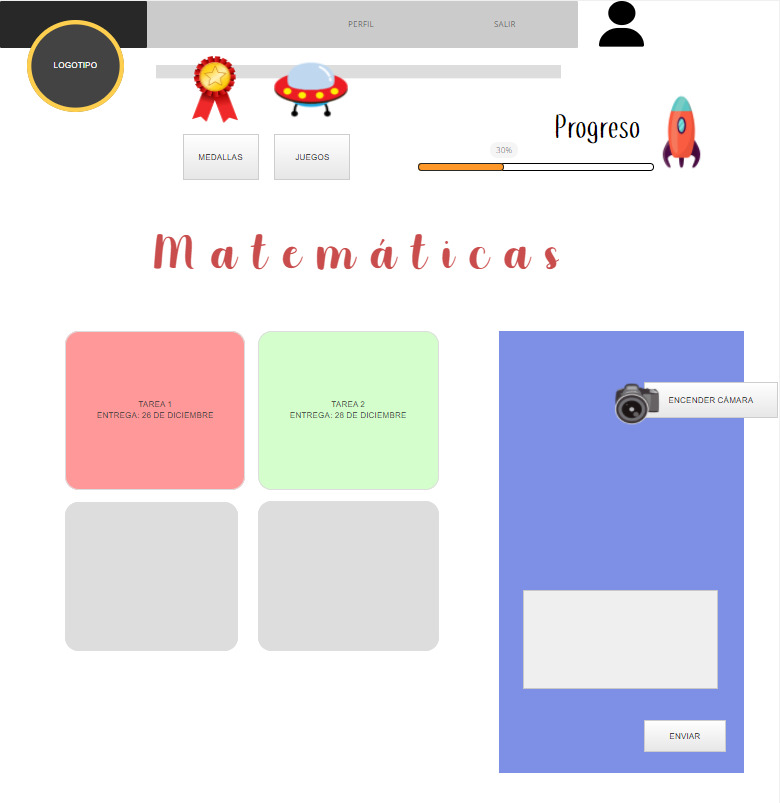 PERFIL
SALIR
LOGOTIPO
MEDALLAS
JUEGOS
Progreso
30%
Matemáticas
TAREA 1
ENTREGA: 26 DE DICIEMBRE
TAREA 2
ENTREGA: 28 DE DICIEMBRE
ENCENDER CÁMARA
ENVIAR